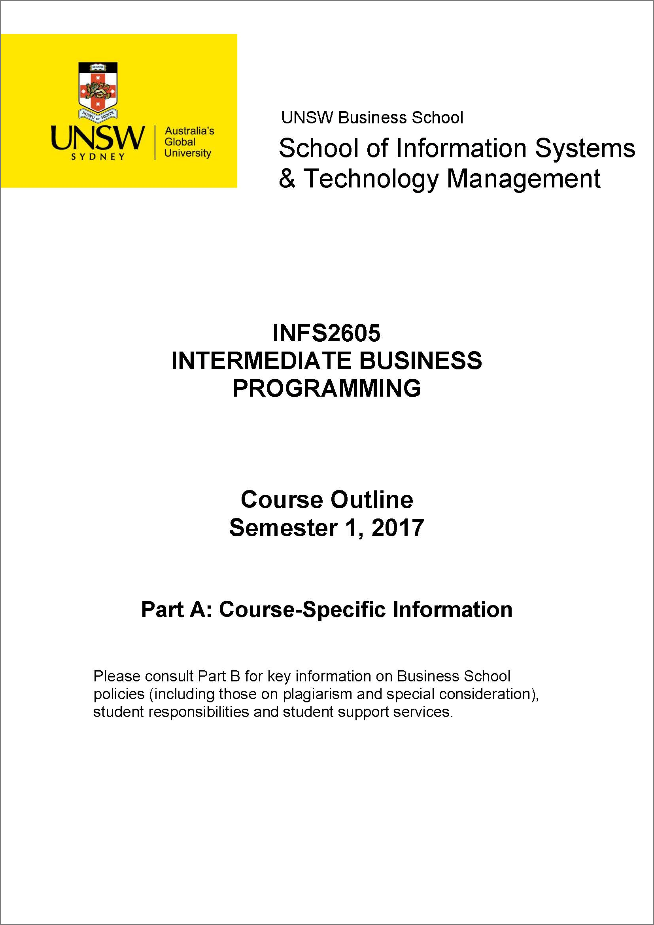 UNSW
SYDNEY
Australia's
Global
University
UNSW Business School
School of Information Systems
& Technology Management
INFS2605
INTERMEDIATE BUSINESS
PROGRAMMING
Course Outline
Semester 1, 2017
Part A: Course-Specific Information
Please consult Part B for key information on Business School
policies (including those on plagiarism and special consideration),
student responsibilities and student support services.